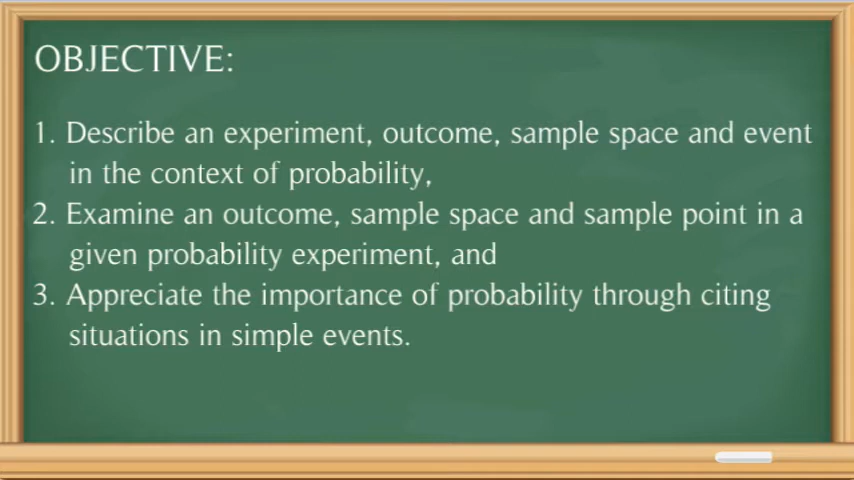 OBJECTIVE:
1. Describe an experiment, outcome, sample space and event
in the context of probability,
2. Examine an outcome, sample space and sample point in a
given probability experiment, and
3. Appreciate the importance of probability through citing
situations in simple events.